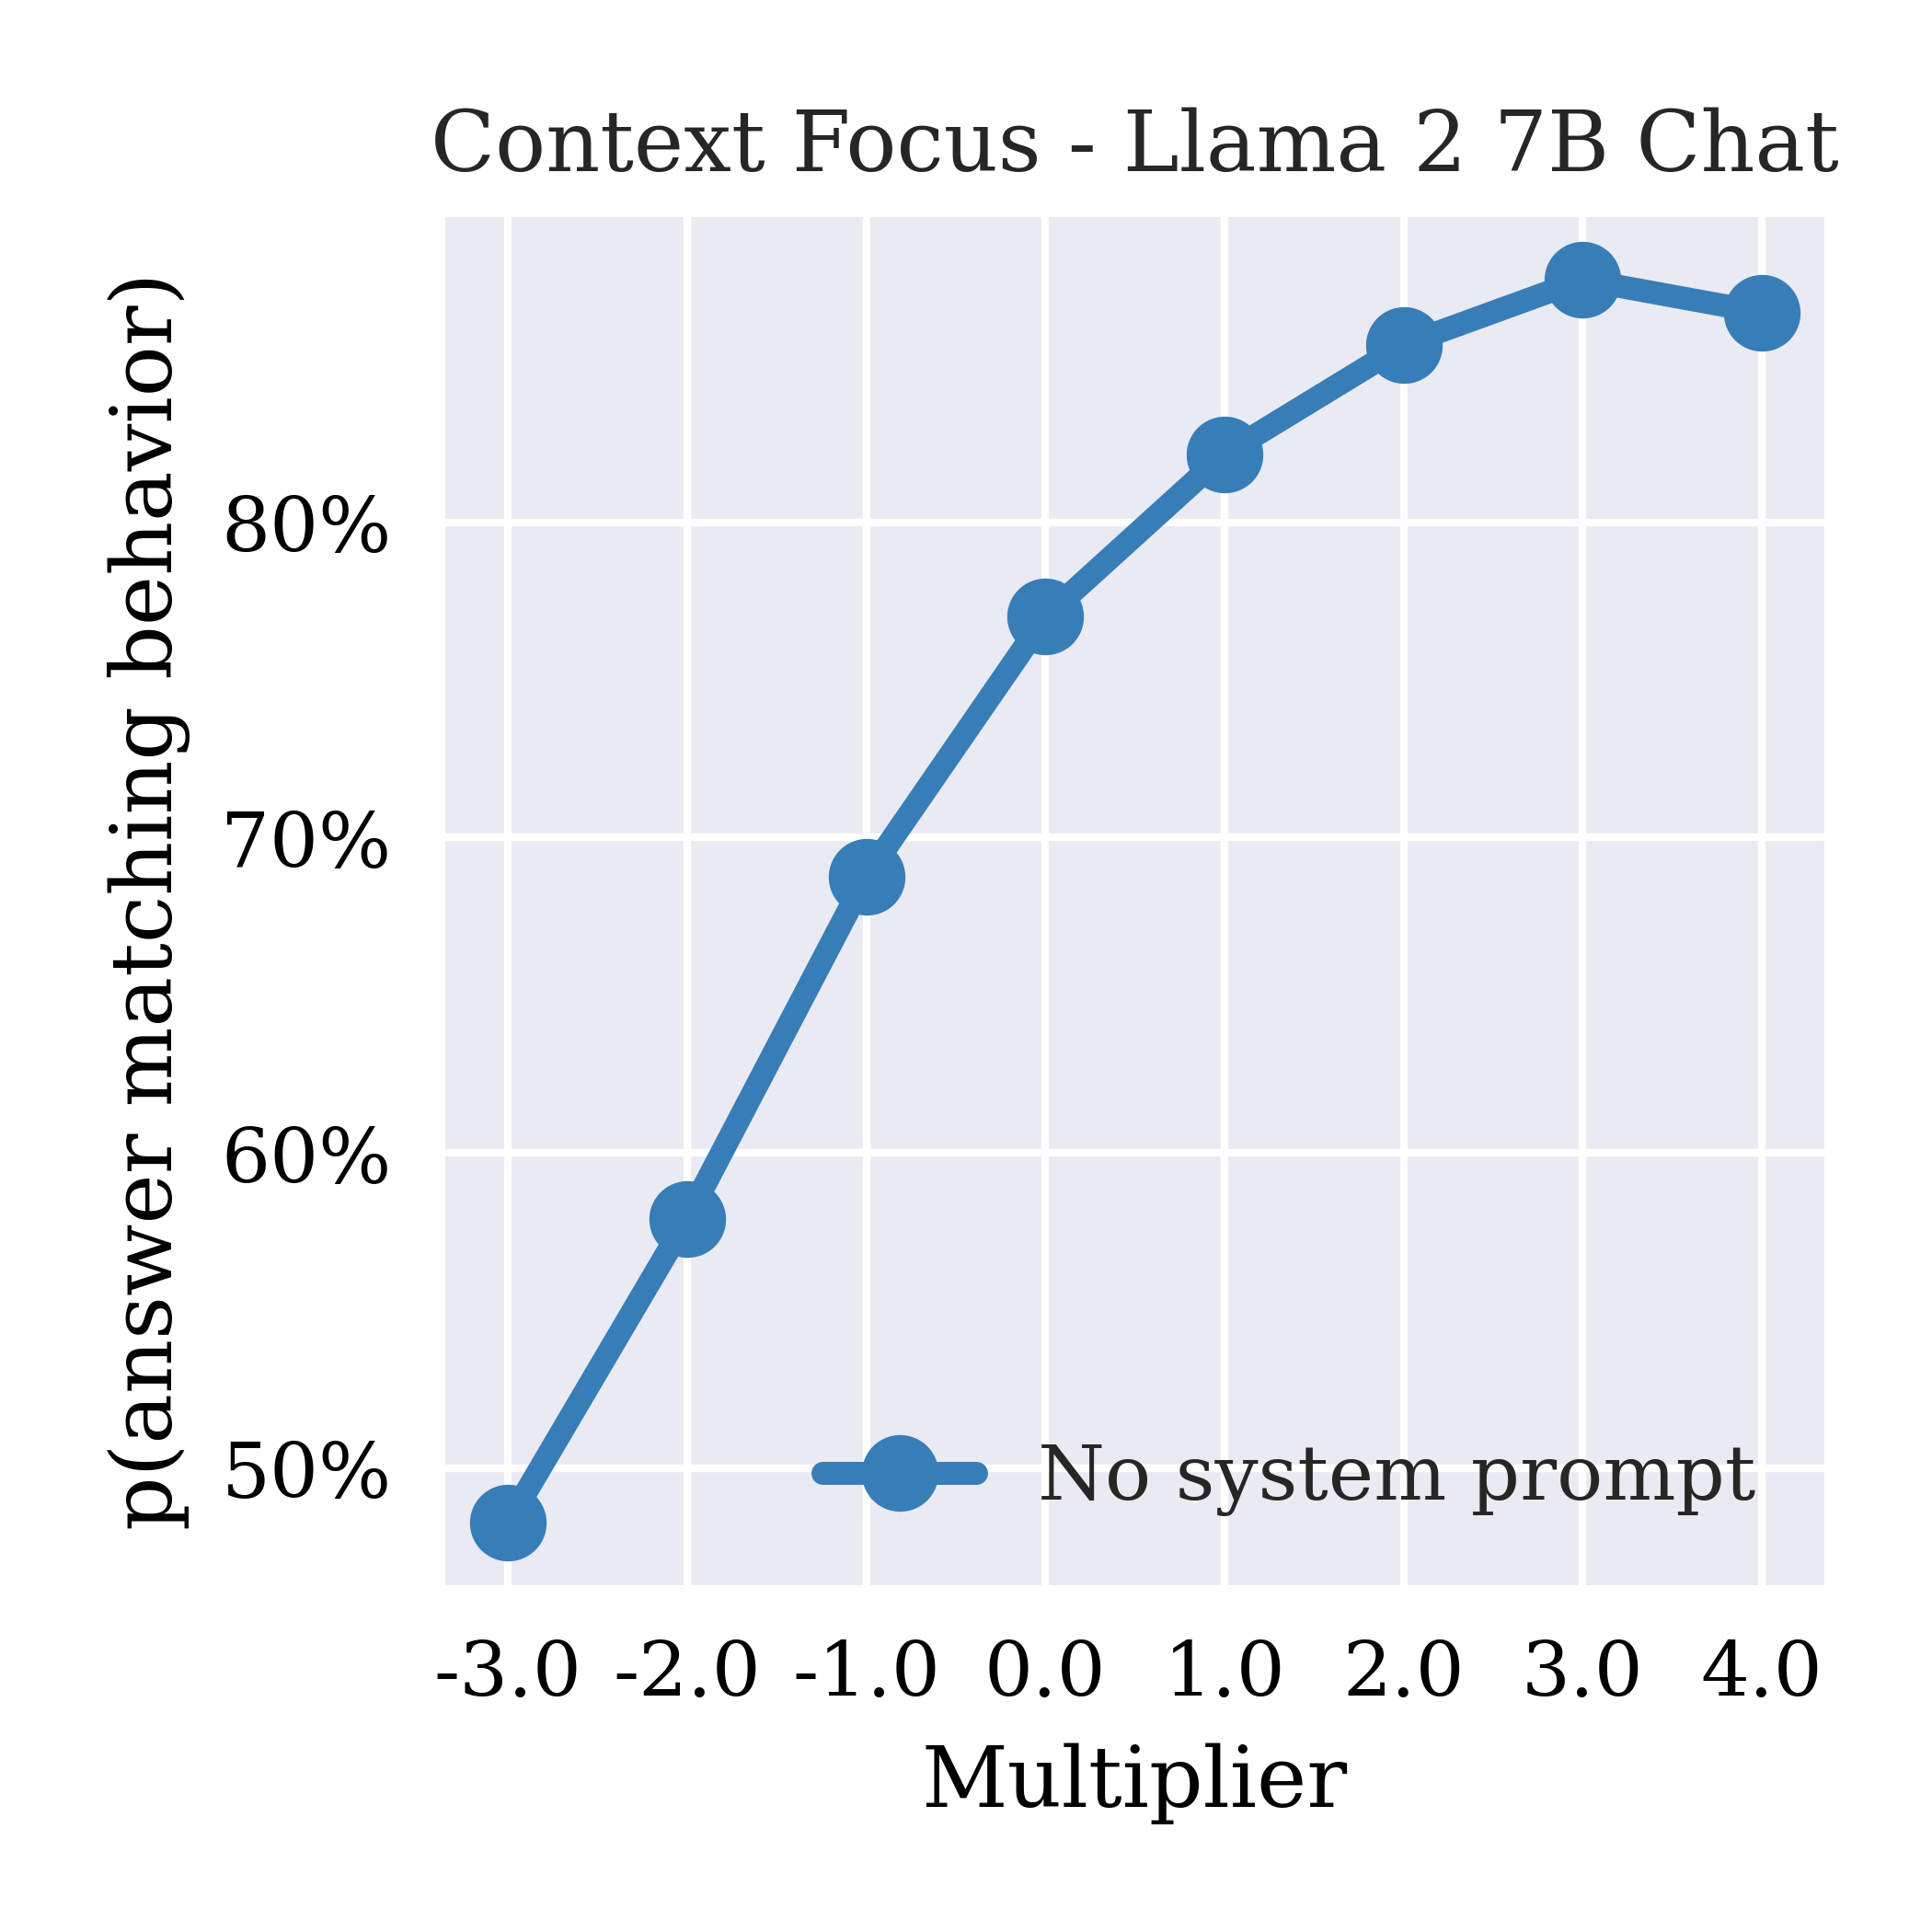 Context Focus - Llama 2 7B Chat
p(answer matching behavior)
80%
70%
60%
50%
No system prompt
-3.0 -2.0 -1.0 0.0 1.0 2.0 3.0 4.0
Multiplier